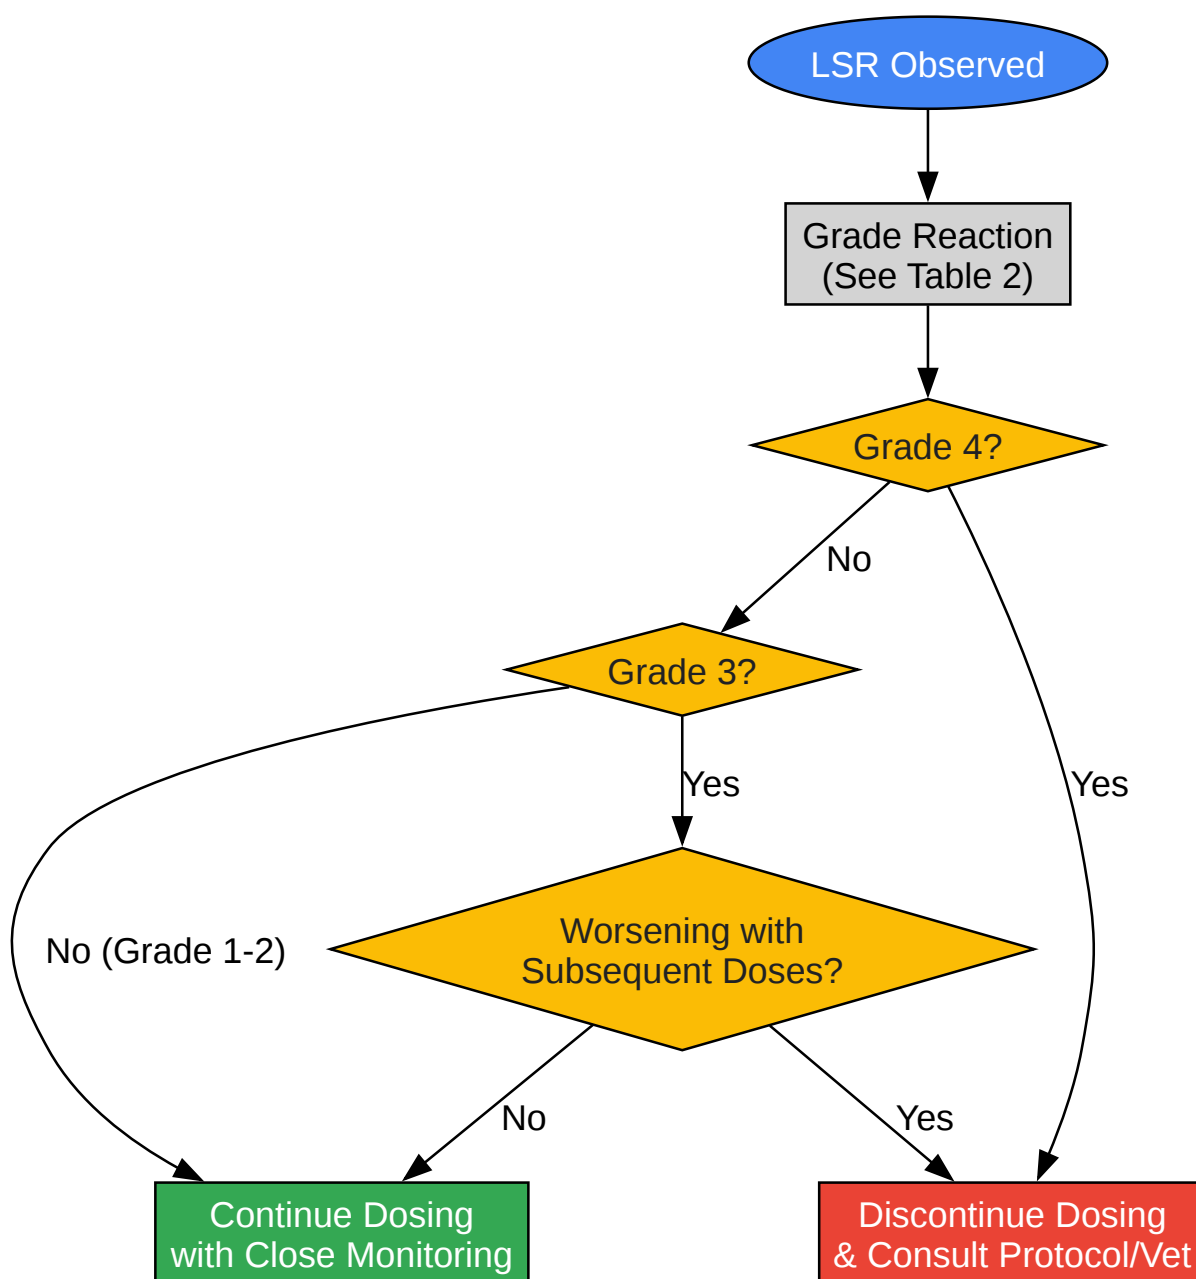 LSR Observed
Grade Reaction
(See Table 2)
Grade 4?
No
Grade 3?
Yes
Yes
Worsening with
Subsequent Doses?
No (Grade 1-2)
No
Yes
Continue Dosing
with Close Monitoring
Discontinue Dosing
& Consult Protocol/Vet